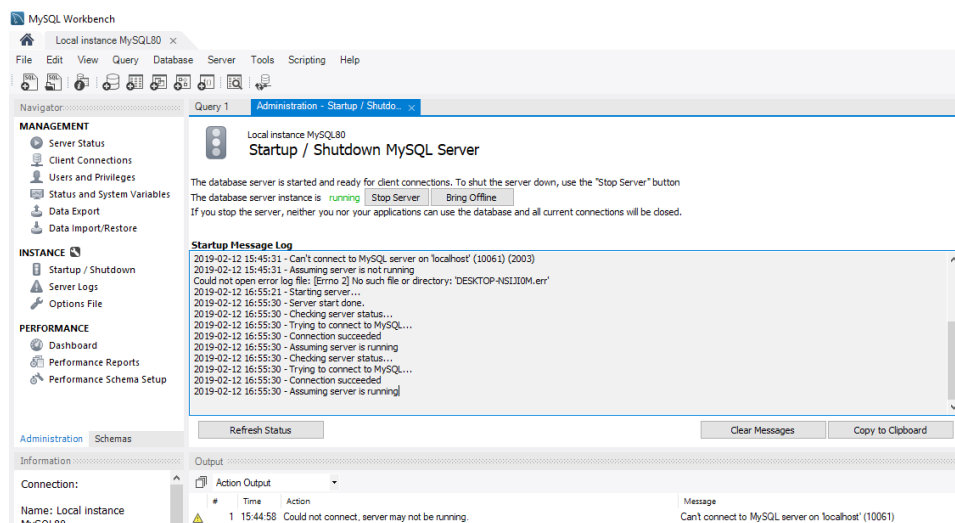 MySQL Workbench
Local instance MySQL80 ×
File Edit View Query Database Server Tools Scripting Help
Navigator
MANAGEMENT
Server Status
Client Connections
Users and Privileges
Status and System Variables
Data Export
Data Import/Restore
INSTANCE
Startup / Shutdown
Server Logs
Options File
PERFORMANCE
Dashboard
Performance Reports
Performance Schema Setup
Administration Schemas
Information
Connection:
Name: Local instance
MySQL80
Query 1 Administration - Startup / Shutdo... ×
Local instance MySQL80
Startup / Shutdown MySQL Server
The database server is started and ready for client connections. To shut the server down, use the "Stop Server" button
The database server instance is running Stop Server Bring Offline
If you stop the server, neither you nor your applications can use the database and all current connections will be closed.
Startup Message Log
2019-02-12 15:45:31 - Can't connect to MySQL server on 'localhost' (10061) (2003)
2019-02-12 15:45:31 - Assuming server is not running
Could not open error log file: [Errno 2] No such file or directory: 'DESKTOP-NSIJI0M.err'
2019-02-12 16:55:21 - Starting server...
2019-02-12 16:55:30 - Server start done.
2019-02-12 16:55:30 - Checking server status...
2019-02-12 16:55:30 - Trying to connect to MySQL...
2019-02-12 16:55:30 - Connection succeeded
2019-02-12 16:55:30 - Assuming server is running
2019-02-12 16:55:30 - Checking server status...
2019-02-12 16:55:30 - Trying to connect to MySQL...
2019-02-12 16:55:30 - Connection succeeded
2019-02-12 16:55:30 - Assuming server is running
Refresh Status Clear Messages Copy to Clipboard
Output
Action Output
# Time Action Message
1 15:44:58 Could not connect, server may not be running. Can't connect to MySQL server on 'localhost' (10061)